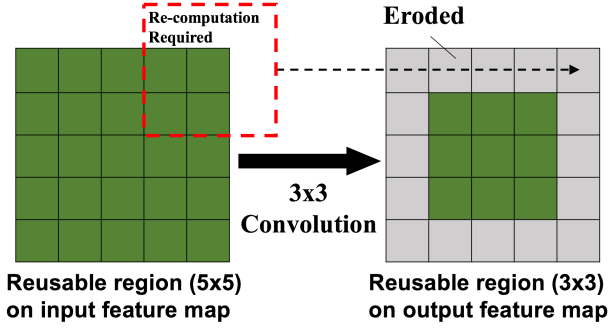 Re-computation
Required
Eroded
3x3
Convolution
Reusable region (5x5)
on input feature map
Reusable region (3x3)
on output feature map